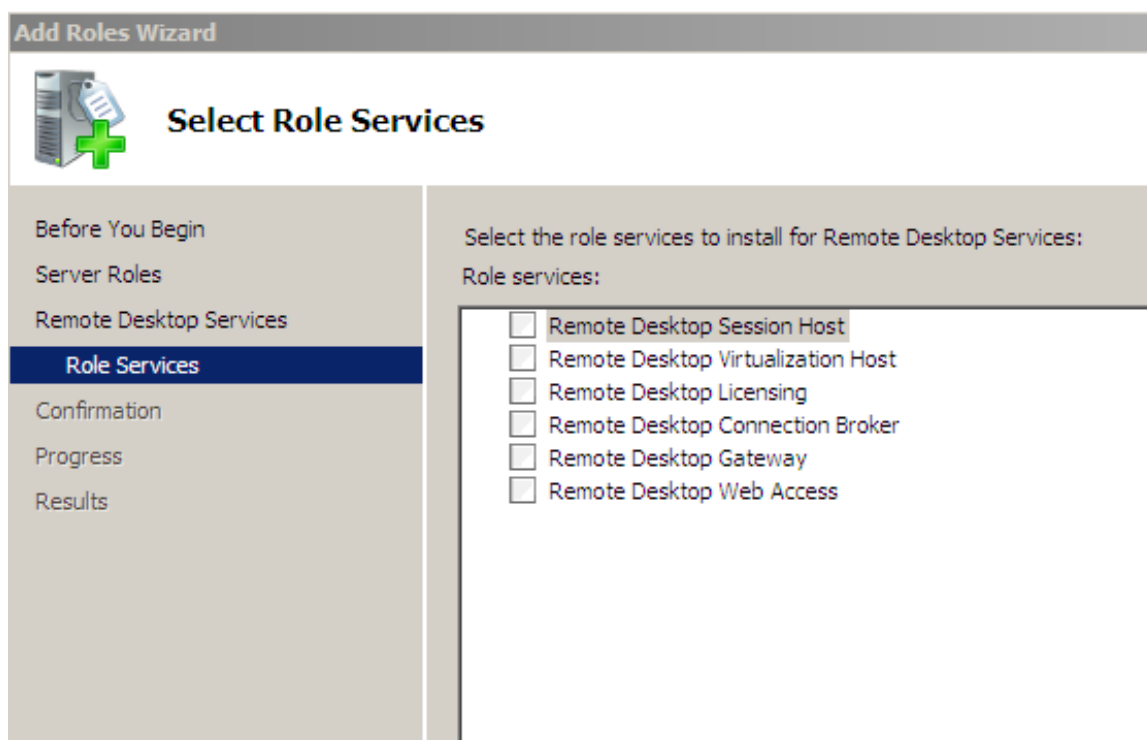 Add Roles Wizard
Select Role Services
Before You Begin
Server Roles
Remote Desktop Services
Role Services
Confirmation
Progress
Results
Select the role services to install for Remote Desktop Services:
Role services:
Remote Desktop Session Host
Remote Desktop Virtualization Host
Remote Desktop Licensing
Remote Desktop Connection Broker
Remote Desktop Gateway
Remote Desktop Web Access